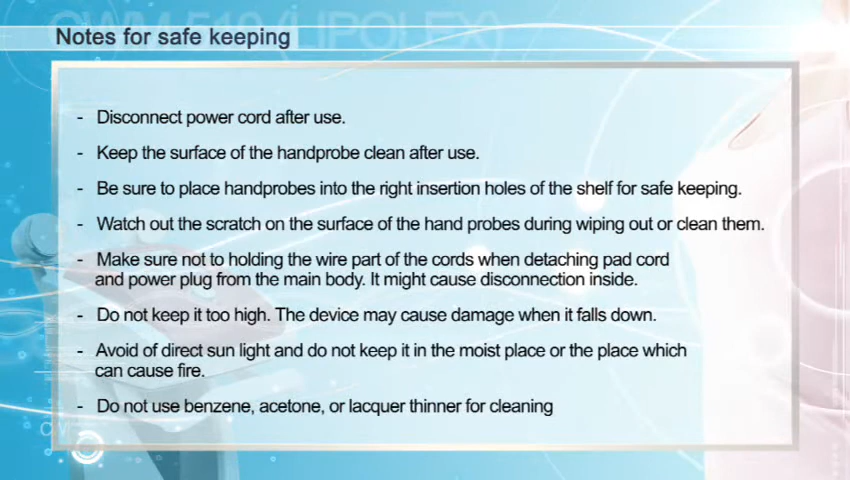 CWM-510 (LIPOLEX)
Notes for safe keeping
- Disconnect power cord after use.
- Keep the surface of the handprobe clean after use.
- Be sure to place handprobes into the right insertion holes of the shelf for safe keeping.
- Watch out the scratch on the surface of the hand probes during wiping out or clean them.
- Make sure not to holding the wire part of the cords when detaching pad cord
and power plug from the main body. It might cause disconnection inside.
- Do not keep it too high. The device may cause damage when it falls down.
- Avoid of direct sun light and do not keep it in the moist place or the place which
can cause fire.
- Do not use benzene, acetone, or lacquer thinner for cleaning